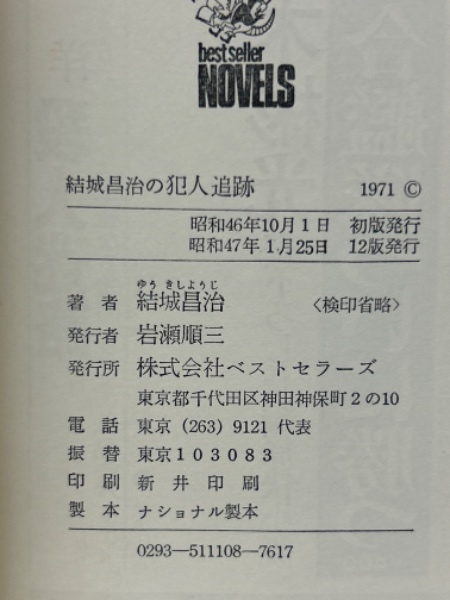 best seller
NOVELS
結城昌治の犯人追跡 1971 ©
昭和46年10月1日 初版発行
昭和47年1月25日 12版発行
ゆう きしようじ
著者 結城昌治 〈検印省略〉
発行者 岩瀬順三
発行所 株式会社ベストセラーズ
東京都千代田区神田神保町2の10
電話 東京 (263) 9121 代表
振替 東京103083
印刷 新井印刷
製本 ナショナル製本
0293—511108—7617